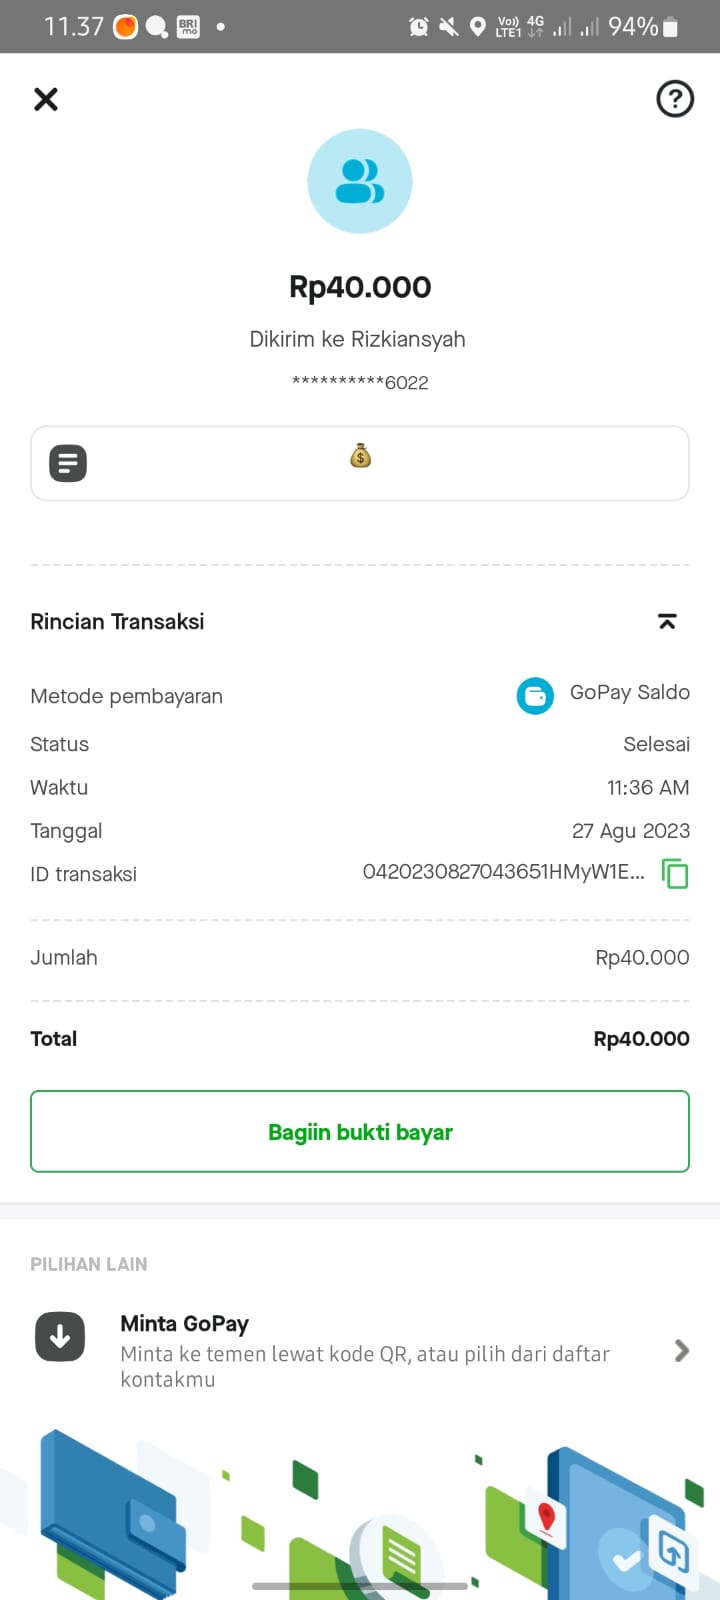 11.37 BRI mo Vo) LTE1 4G 94%
?
Rp40.000
Dikirim ke Rizkiansyah
**********6022
$
Rincian Transaksi
Metode pembayaran GoPay Saldo
Status Selesai
Waktu 11:36 AM
Tanggal 27 Agu 2023
ID transaksi 0420230827043651HMyW1E...
Jumlah Rp40.000
Total Rp40.000
Bagiin bukti bayar
PILIHAN LAIN
Minta GoPay
Minta ke temen lewat kode QR, atau pilih dari daftar
kontakmu